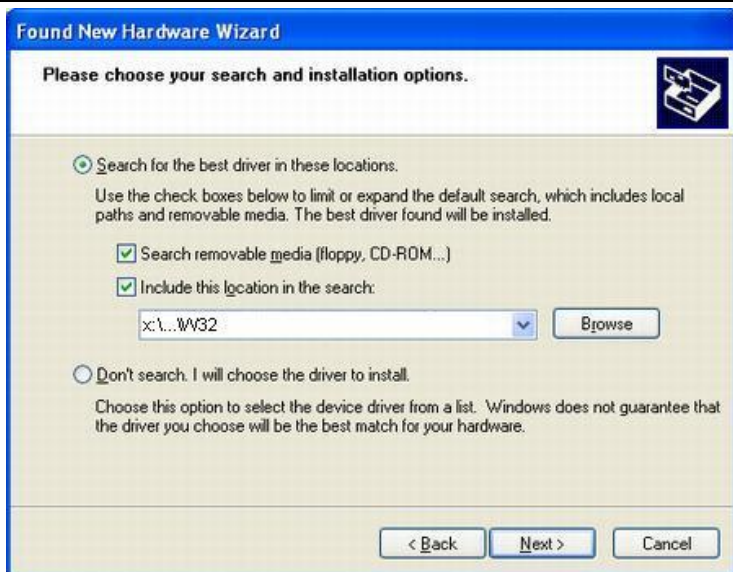 Found New Hardware Wizard
Please choose your search and installation options.
Search for the best driver in these locations.
Use the check boxes below to limit or expand the default search, which includes local
paths and removable media. The best driver found will be installed.
Search removable media (floppy, CD-ROM...)
Include this location in the search:
x:\...\W32
Browse
Don't search. I will choose the driver to install.
Choose this option to select the device driver from a list. Windows does not guarantee that
the driver you choose will be the best match for your hardware.
< Back
Next >
Cancel